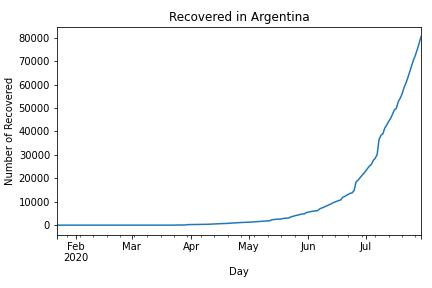 Recovered in Argentina
80000
70000
60000
50000
40000
30000
20000
10000
0
Number of Recovered
Feb Mar Apr May Jun Jul
2020
Day